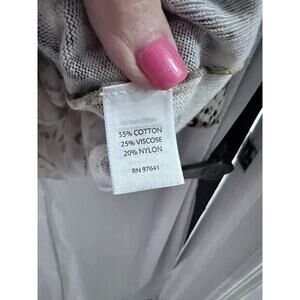 55% COTTON
25% VISCOSE
20% NYLON
RN 97641